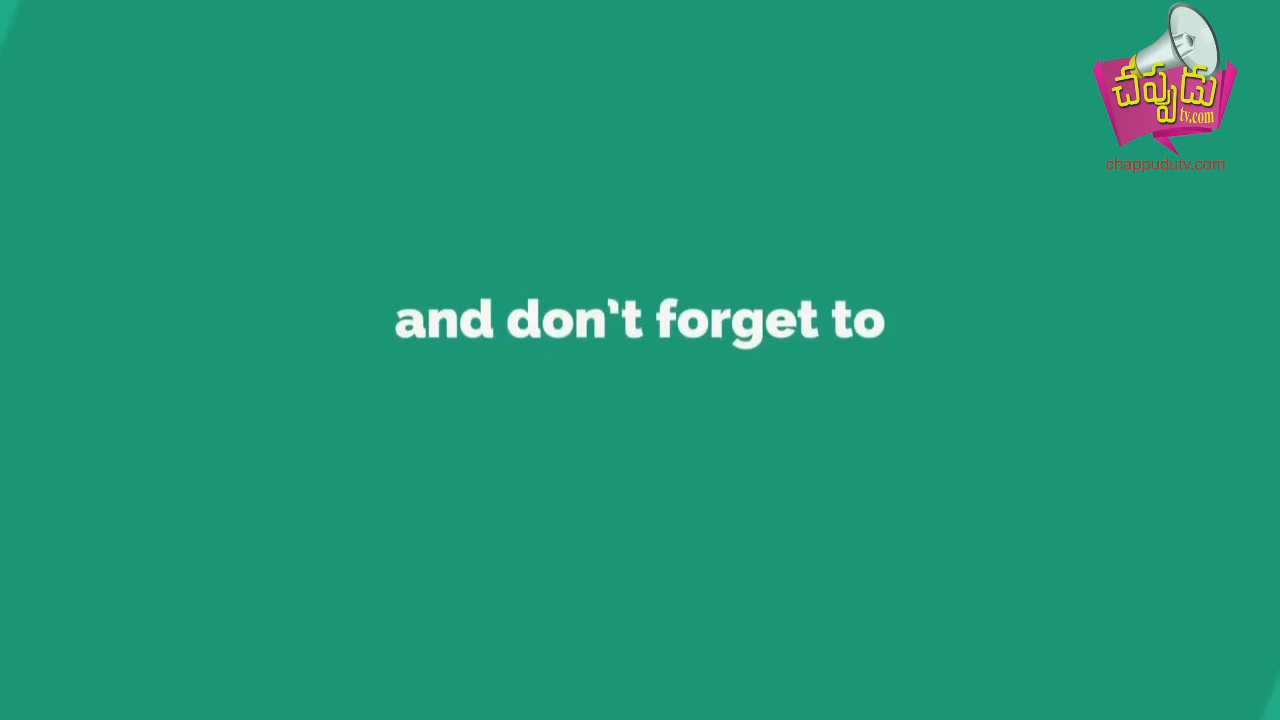 చప్పుడు
tv.com
chappudutv.com
and don't forget to